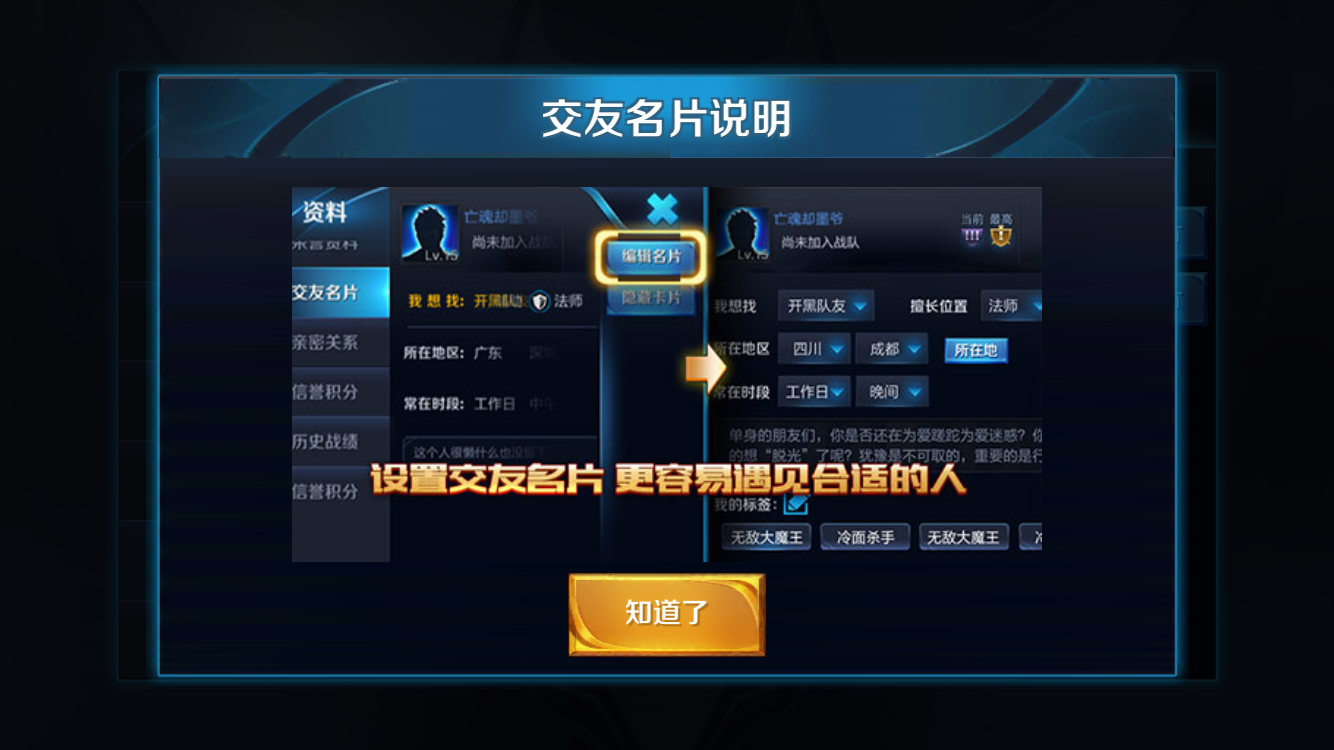 交友名片说明
资料
交友名片
亲密关系
信誉积分
历史战绩
信誉积分
亡魂却墨爷
尚未加入战队
Lv.15
我想找: 开黑队友 法师
所在地区: 广东
常在时段: 工作日 中午
这个人很懒什么也没留下
编辑名片
隐藏卡片
亡魂却墨爷
尚未加入战队
Lv.15
当前 最高
我想找 开黑队友 擅长位置 法师
所在地区 四川 成都 所在地
常在时段 工作日 晚间
单身的朋友们，你是否还在为爱蹉跎为爱迷惑？
的想“脱光”了呢？犹豫是不可取的，重要的是行
设置交友名片 更容易遇见合适的人
我的标签:
无敌大魔王 冷面杀手 无敌大魔王
知道了